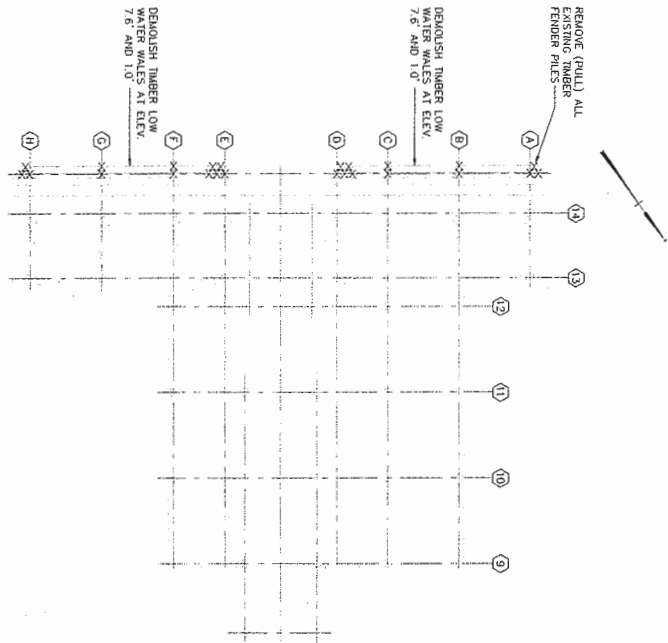 REMOVE (PULL) ALL
EXISTING TIMBER
FENDER PILES
DEMOLISH TIMBER LOW
WATER WALES AT ELEV.
7.6' AND 1.0'
DEMOLISH TIMBER LOW
WATER WALES AT ELEV.
7.6' AND 1.0'
A
B
C
D
E
F
G
H
14
13
12
11
10
9